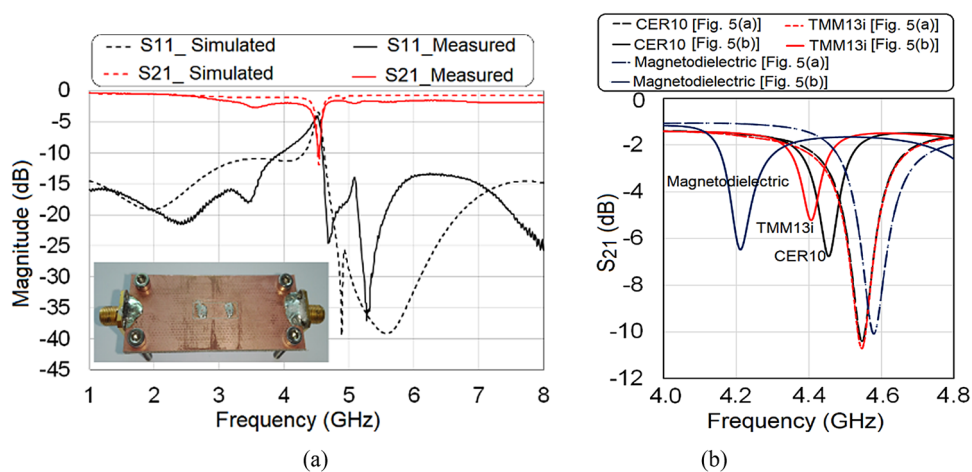 S11_ Simulated S11_Measured
S21_ Simulated S21_Measured
0
-5
-10
-15
-20
-25
-30
-35
-40
-45
Magnitude (dB)
1 2 3 4 5 6 7 8
Frequency (GHz)
(a)
CER10 [Fig. 5(a)] TMM13i [Fig. 5(a)]
CER10 [Fig. 5(b)] TMM13i [Fig. 5(b)]
Magnetodielectric [Fig. 5(a)]
Magnetodielectric [Fig. 5(b)]
0
-2
-4
-6
-8
-10
-12
S21 (dB)
Magnetodielectric
TMM13i
CER10
4.0 4.2 4.4 4.6 4.8
Frequency (GHz)
(b)